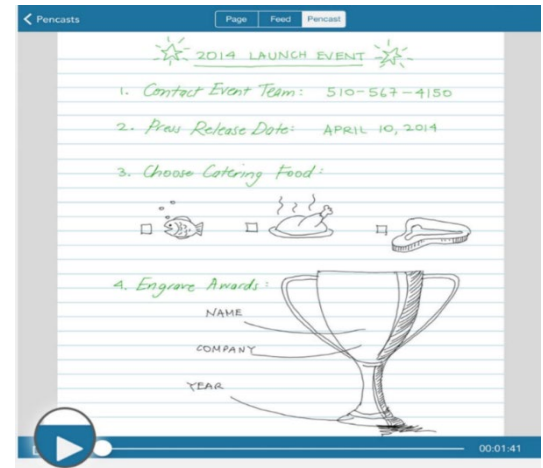 Pencasts
Page Feed Pencast
2014 LAUNCH EVENT
1. Contact Event Team: 510-567-4150
2. Press Release Date: APRIL 10, 2014
3. Choose Catering Food:
4. Engrave Awards:
NAME
COMPANY
YEAR
00:01:41